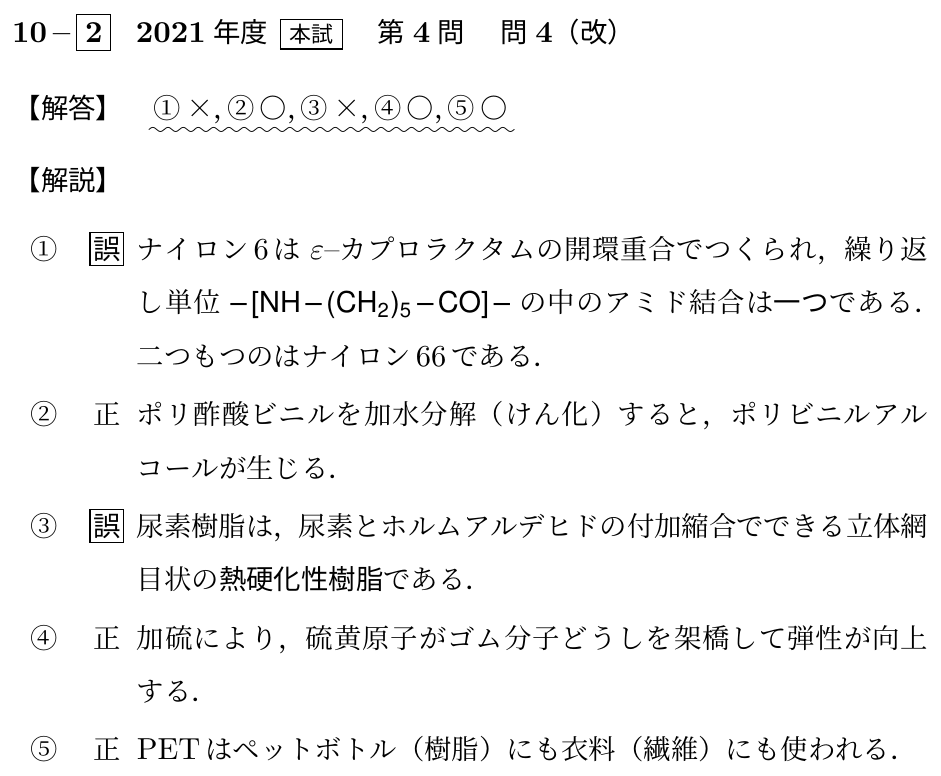 10−2 2021 年度 本試 第 4 問 問 4（改）
【解答】 ① ×, ② ○, ③ ×, ④ ○, ⑤ ○
【解説】
① 誤 ナイロン 6 は ε–カプロラクタムの開環重合でつくられ，繰り返
し単位 −[NH−(CH₂)₅−CO]− の中のアミド結合は一つである．
二つもつのはナイロン 66 である．
② 正 ポリ酢酸ビニルを加水分解（けん化）すると，ポリビニルアル
コールが生じる．
③ 誤 尿素樹脂は，尿素とホルムアルデヒドの付加縮合でできる立体網
目状の熱硬化性樹脂である．
④ 正 加硫により，硫黄原子がゴム分子どうしを架橋して弾性が向上
する．
⑤ 正 PET はペットボトル（樹脂）にも衣料（繊維）にも使われる．